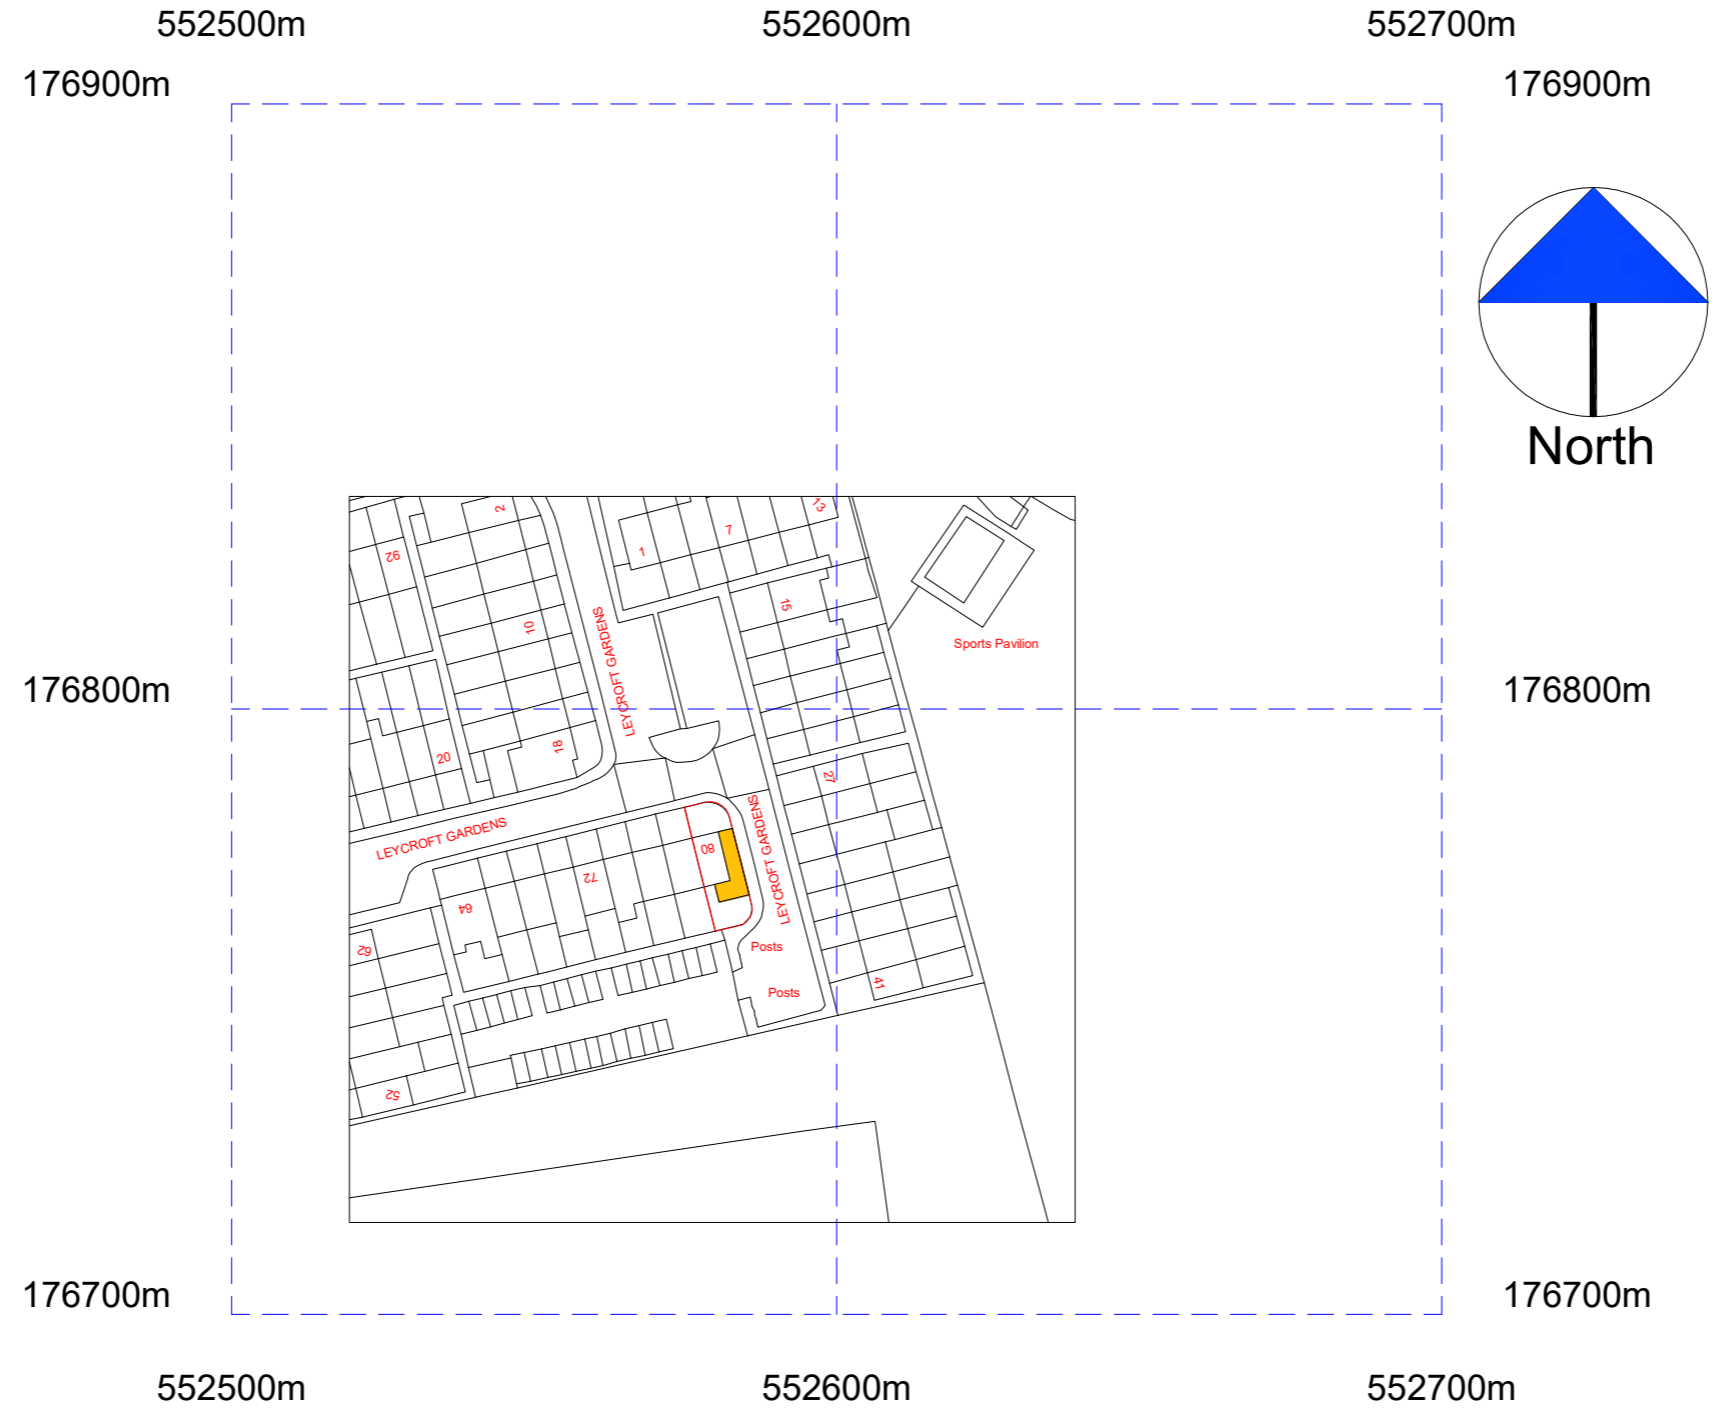 552500m 552600m 552700m
176900m 176900m
North
2
13
7
1
92
15
10
LEYCROFT GARDENS
Sports Pavilion
176800m 176800m
18
20
27
LEYCROFT GARDENS
LEYCROFT GARDENS
80
72
64
62
Posts
41
Posts
52
176700m 176700m
552500m 552600m 552700m